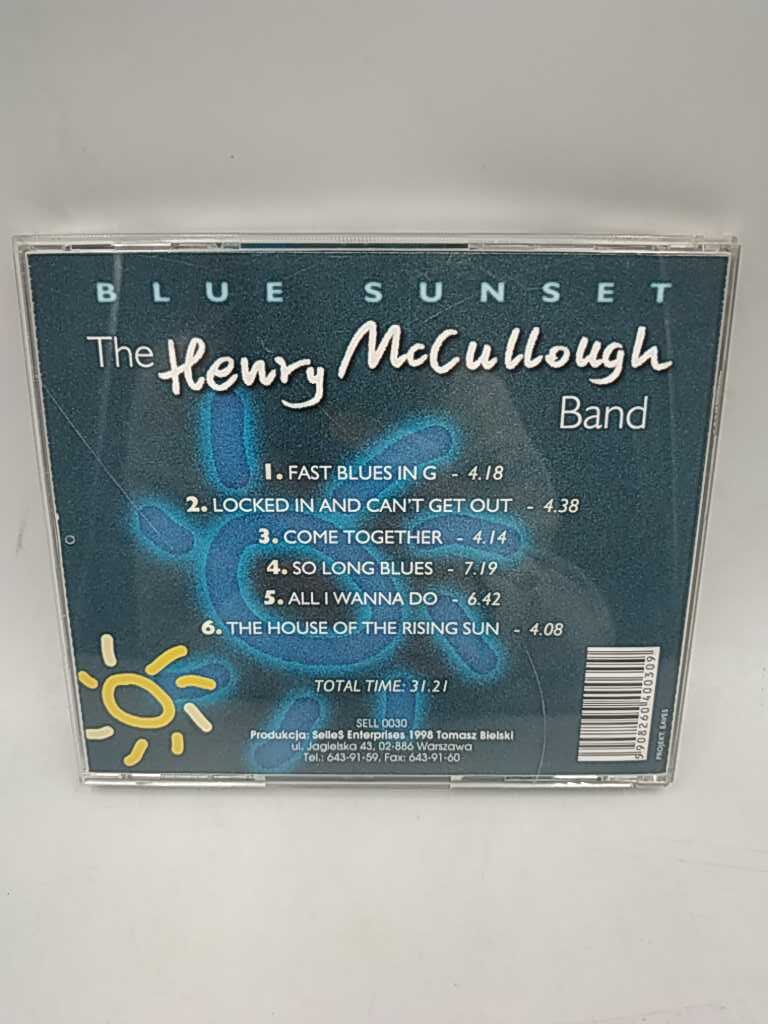 BLUE SUNSET
The Henry McCullough
Band
1. FAST BLUES IN G - 4.18
2. LOCKED IN AND CAN'T GET OUT - 4.38
3. COME TOGETHER - 4.14
4. SO LONG BLUES - 7.19
5. ALL I WANNA DO - 6.42
6. THE HOUSE OF THE RISING SUN - 4.08
TOTAL TIME: 31.21
SELL 0030
Produkcja: SelleS Enterprises 1998 Tomasz Bielski
ul. Jagielska 43, 02-886 Warszawa
Tel.: 643-91-59, Fax: 643-91-60
5908260400309
PROJEKT: EAVES